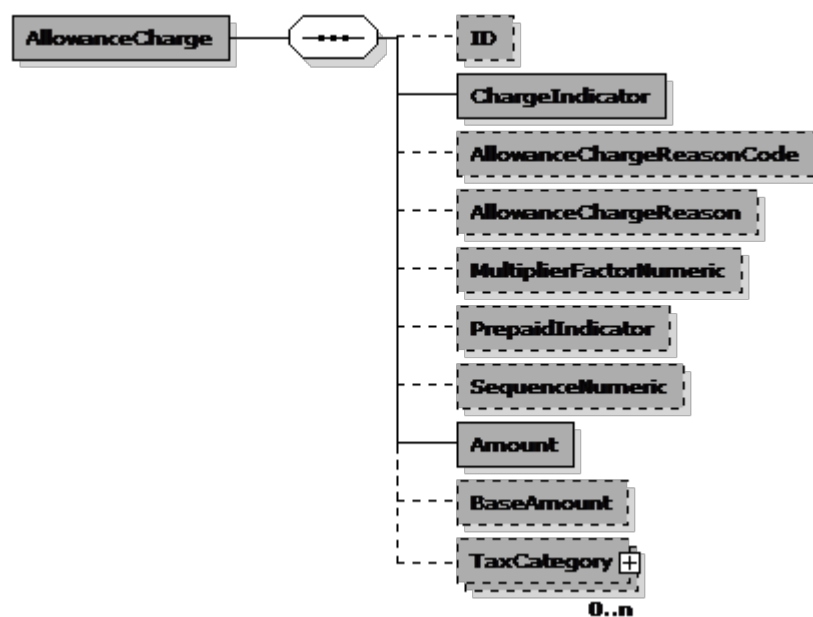 AllowanceCharge
ID
ChargeIndicator
AllowanceChargeReasonCode
AllowanceChargeReason
MultiplierFactorNumeric
PrepaidIndicator
SequenceNumeric
Amount
BaseAmount
TaxCategory
0..n